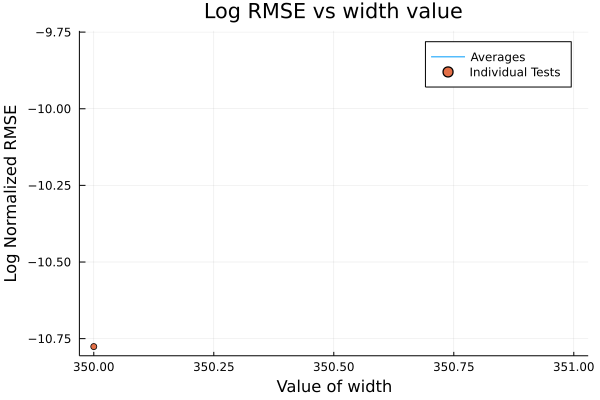 Log RMSE vs width value
Averages
Individual Tests
Log Normalized RMSE
−9.75
−10.00
−10.25
−10.50
−10.75
350.00 350.25 350.50 350.75 351.00
Value of width